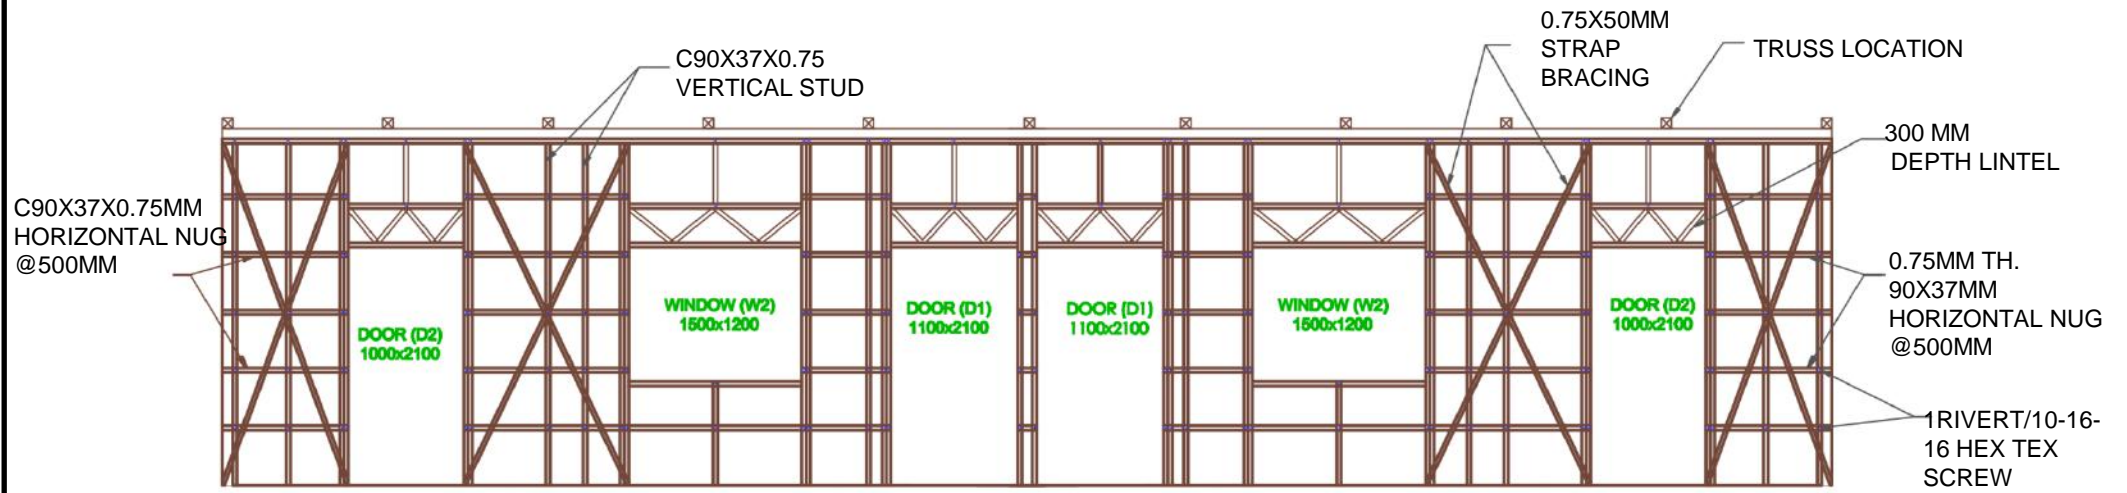 0.75X50MM
STRAP
BRACING
TRUSS LOCATION
C90X37X0.75
VERTICAL STUD
300 MM
DEPTH LINTEL
C90X37X0.75MM
HORIZONTAL NUG
@500MM
0.75MM TH.
90X37MM
HORIZONTAL NUG
@500MM
DOOR (D2)
1000x2100
WINDOW (W2)
1500x1200
DOOR (D1)
1100x2100
DOOR (D1)
1100x2100
WINDOW (W2)
1500x1200
DOOR (D2)
1000x2100
1RIVERT/10-16-
16 HEX TEX
SCREW